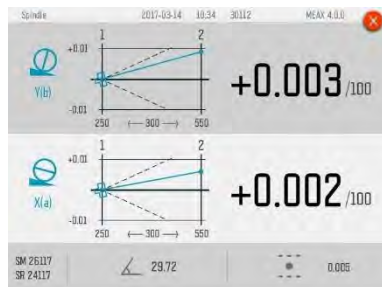 Spindle 2017-03-14 10:34 30112 MEAX 4.0.0
1 2
+0.01
Y(b)
+0.003 /100
-0.01
250 300 550
1 2
+0.01
X(a)
+0.002 /100
-0.01
250 300 550
SM 26117
SR 24117
29.72
0.005